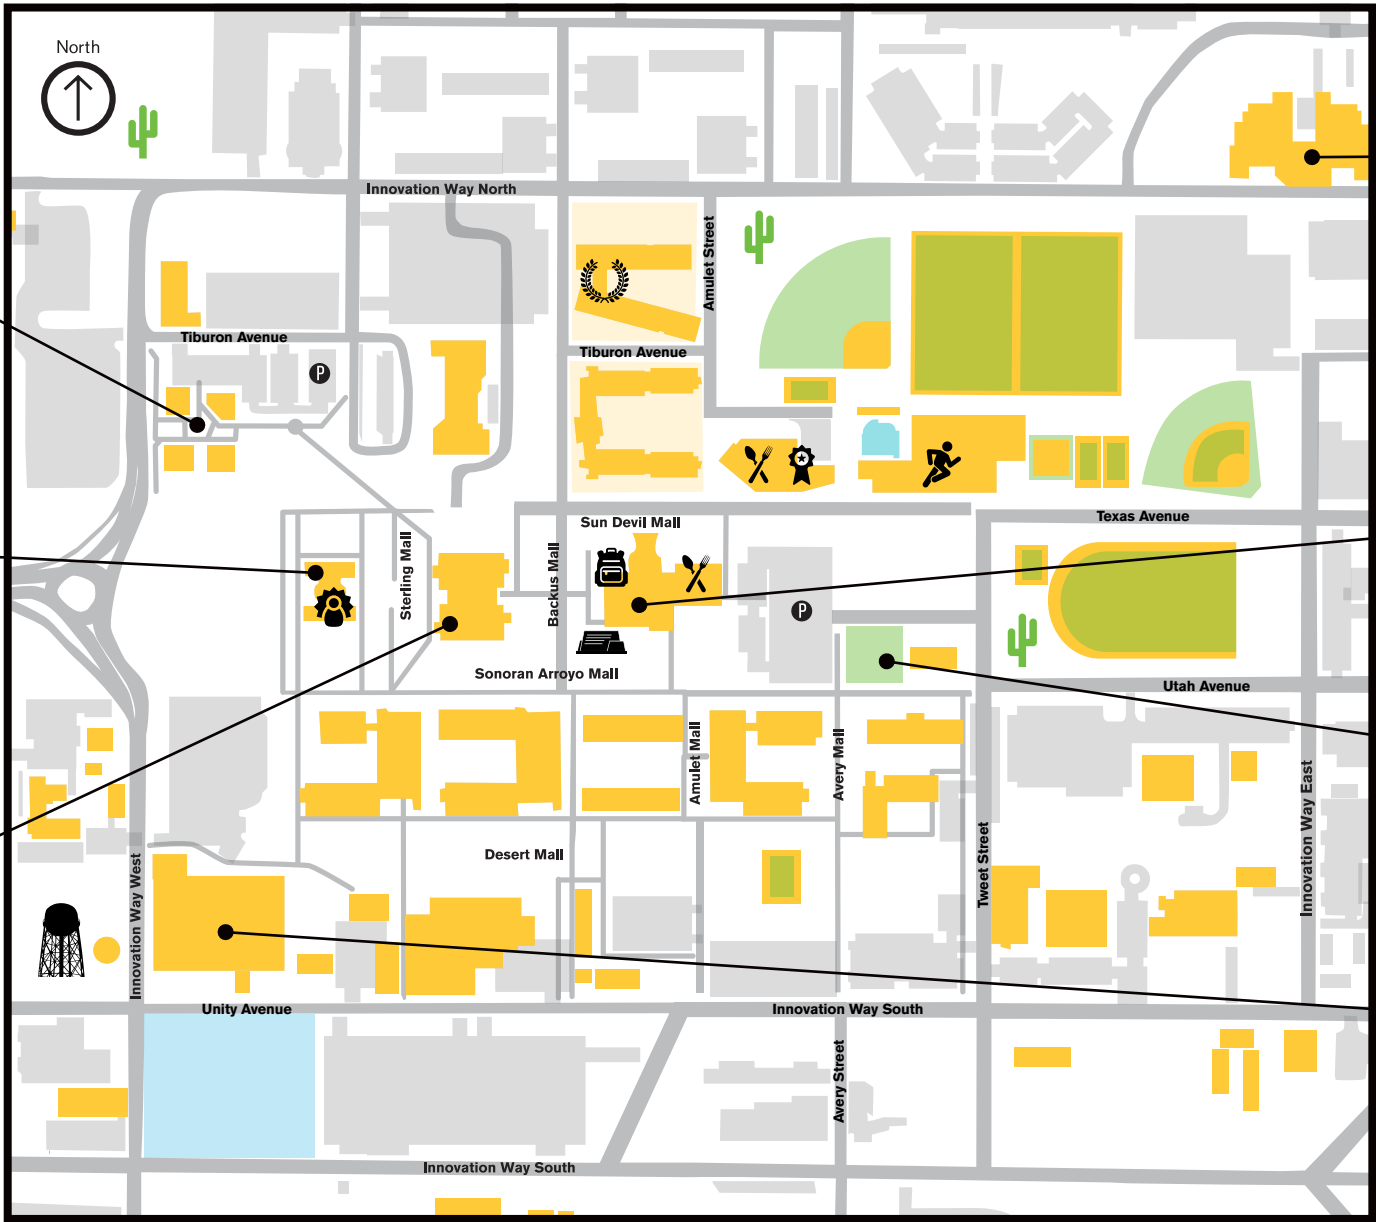 North
Innovation Way North
Amulet Street
Tiburon Avenue
Tiburon Avenue
P
Texas Avenue
Sun Devil Mall
Sterling Mall
Backus Mall
P
Sonoran Arroyo Mall
Utah Avenue
Amulet Mall
Avery Mall
Innovation Way East
Tweet Street
Desert Mall
Innovation Way West
Unity Avenue
Innovation Way South
Avery Street
Innovation Way South